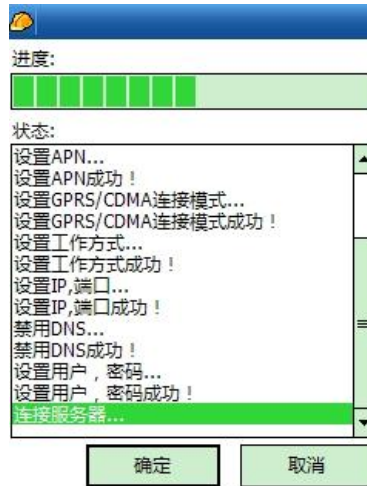 进度:
状态:
设置APN...
设置APN成功！
设置GPRS/CDMA连接模式...
设置GPRS/CDMA连接模式成功！
设置工作方式...
设置工作方式成功！
设置IP,端口...
设置IP,端口成功！
禁用DNS...
禁用DNS成功！
设置用户，密码...
设置用户，密码成功！
连接服务器...
确定
取消